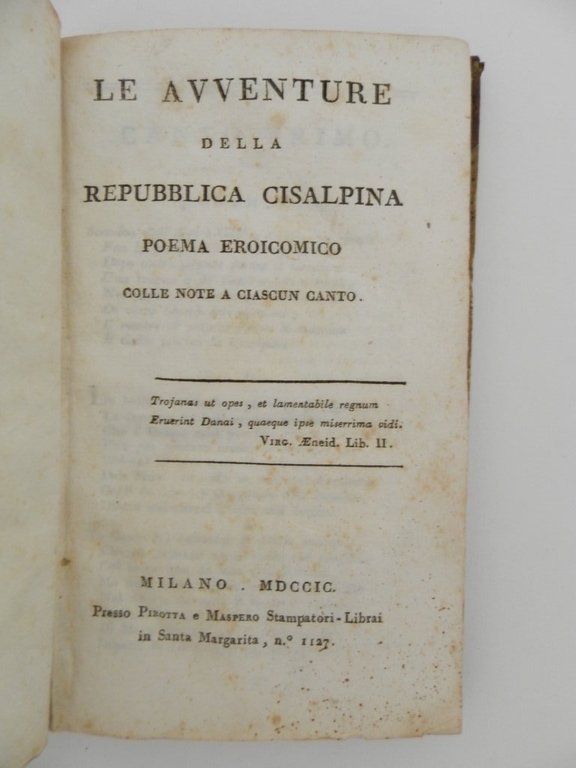 LE AVVENTURE
DELLA
REPUBBLICA CISALPINA
POEMA EROICOMICO
COLLE NOTE A CIASCUN CANTO.
Trojanas ut opes, et lamentabile regnum
Eruerint Danai, quaeque ipse miserrima vidi.
VIRG. Æneid. Lib. II.
MILANO. MDCCIC.
Presso PIROTTA e MASPERO Stampatori-Librai
in Santa Margarita, n.º 1127.